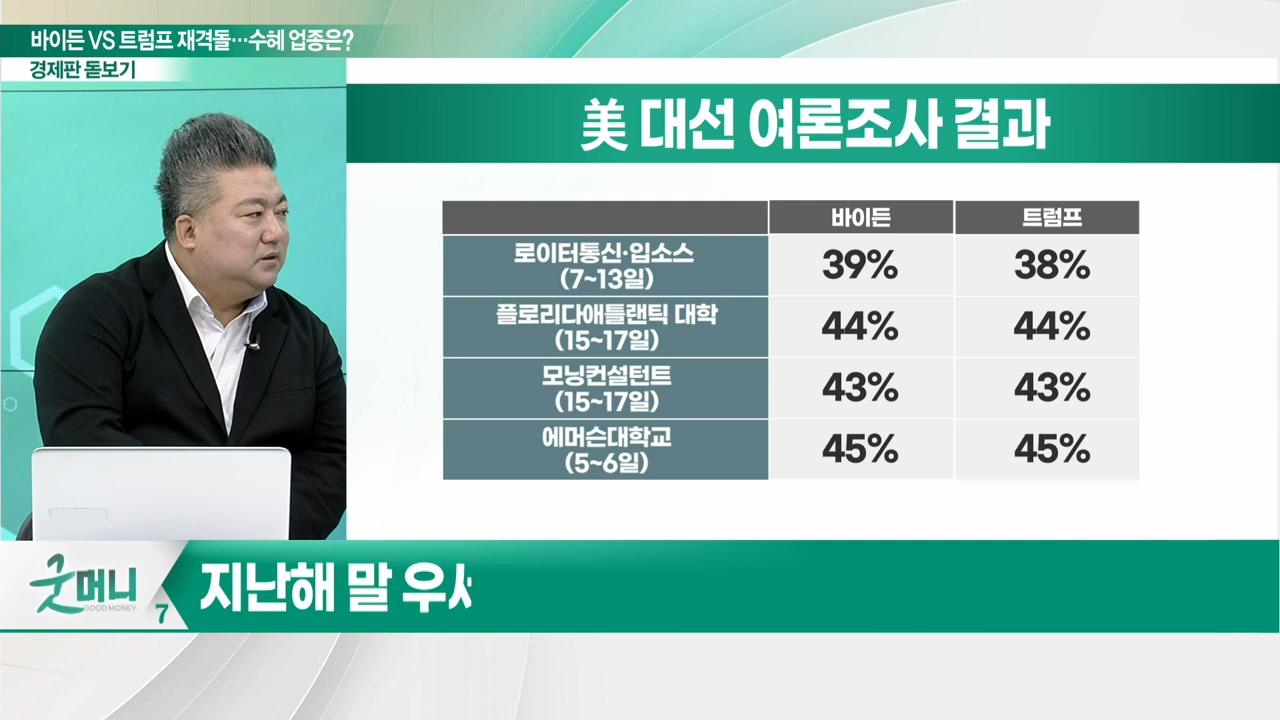 바이든 VS 트럼프 재격돌…수혜 업종은?
경제판 돋보기
美 대선 여론조사 결과
바이든 트럼프
로이터통신·입소스
(7~13일)
39% 38%
플로리다애틀랜틱 대학
(15~17일)
44% 44%
모닝컨설턴트
(15~17일)
43% 43%
에머슨대학교
(5~6일)
45% 45%
굿머니
GOOD MONEY
7
지난해 말 우